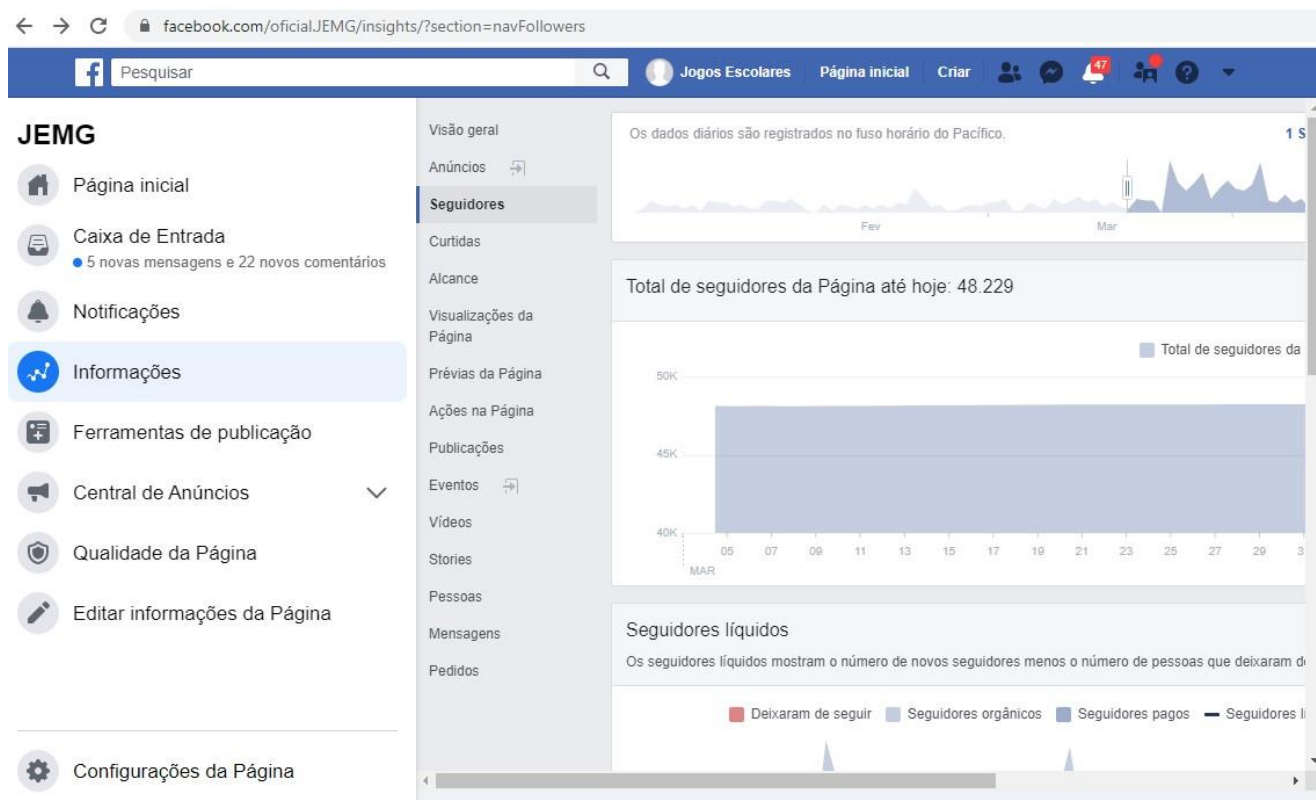 facebook.com/oficialJEMG/insights/?section=navFollowers
f Pesquisar Jogos Escolares Página inicial Criar 47
JEMG
Página inicial
Caixa de Entrada
5 novas mensagens e 22 novos comentários
Notificações
Informações
Ferramentas de publicação
Central de Anúncios
Qualidade da Página
Editar informações da Página
Configurações da Página
Visão geral
Anúncios
Seguidores
Curtidas
Alcance
Visualizações da
Página
Prévias da Página
Ações na Página
Publicações
Eventos
Vídeos
Stories
Pessoas
Mensagens
Pedidos
Os dados diários são registrados no fuso horário do Pacífico. 1 S
Fev Mar
Total de seguidores da Página até hoje: 48.229
Total de seguidores da
50K
45K
40K
05 07 09 11 13 15 17 19 21 23 25 27 29 3
MAR
Seguidores líquidos
Os seguidores líquidos mostram o número de novos seguidores menos o número de pessoas que deixaram d
Deixaram de seguir Seguidores orgânicos Seguidores pagos Seguidores l